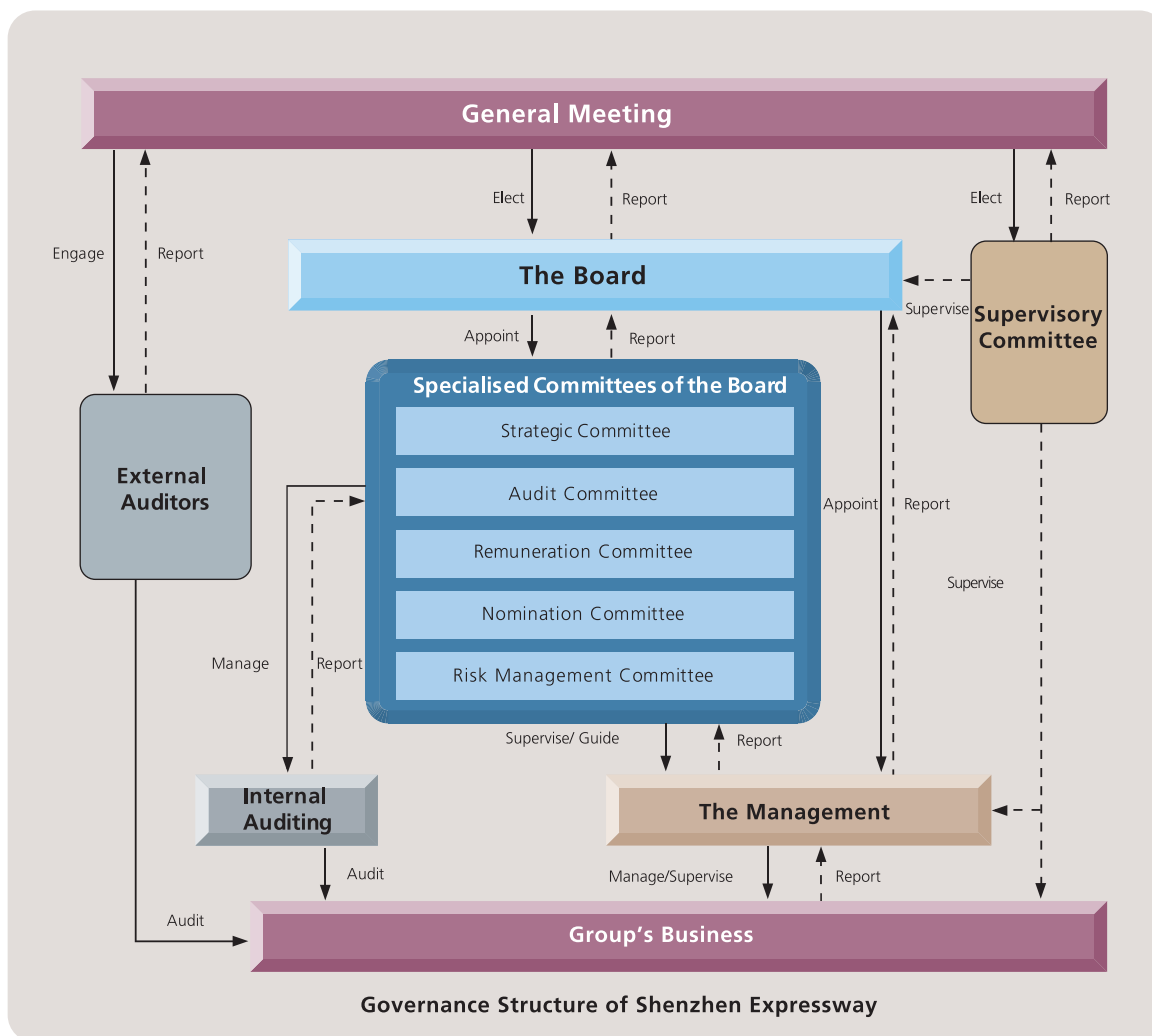 General Meeting
Elect
Report
Elect
Report
Engage
Report
The Board
Supervise
Supervisory
Committee
Appoint
Report
Specialised Committees of the Board
Strategic Committee
External
Auditors
Audit Committee
Appoint
Report
Remuneration Committee
Supervise
Nomination Committee
Manage
Report
Risk Management Committee
Supervise/ Guide
Report
Internal
Auditing
The Management
Audit
Manage/Supervise
Report
Audit
Group's Business
Governance Structure of Shenzhen Expressway